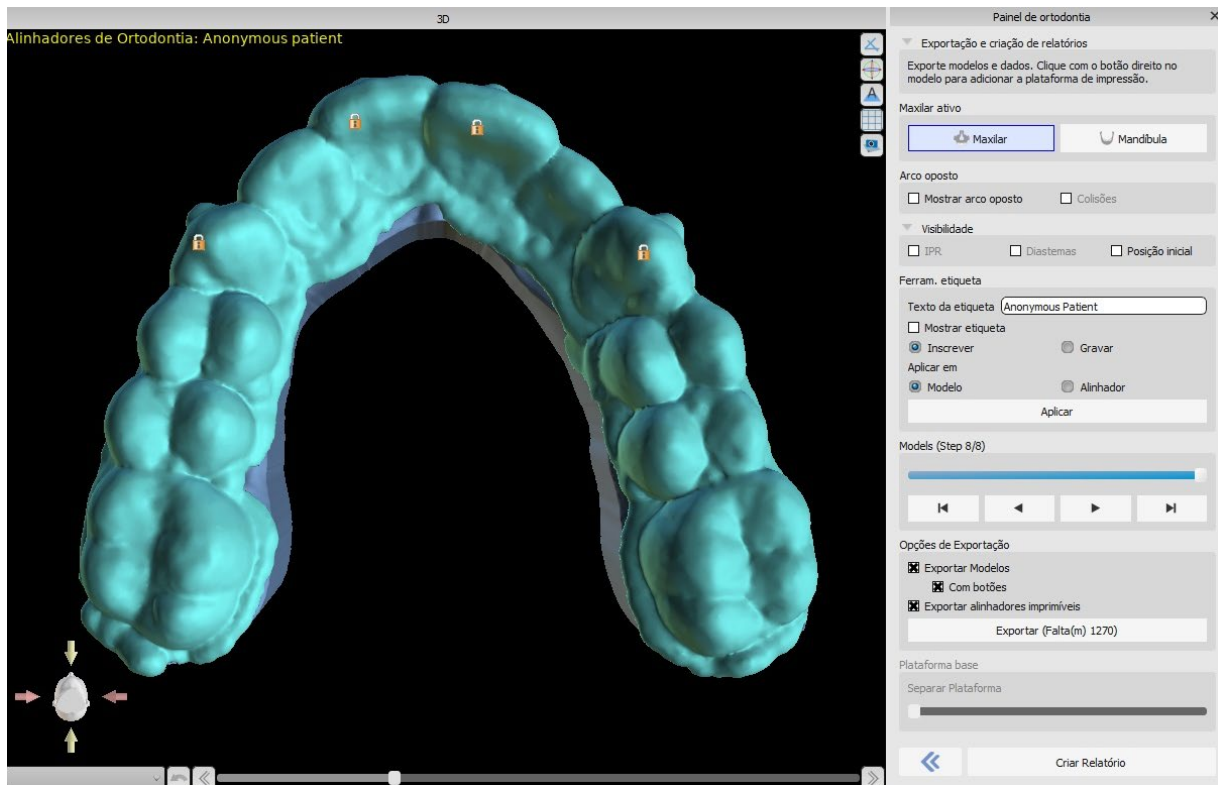 3D
Alinhadores de Ortodontia: Anonymous patient
A
Painel de ortodontia
Exportação e criação de relatórios
Exporte modelos e dados. Clique com o botão direito no
modelo para adicionar a plataforma de impressão.
Maxilar ativo
Maxilar
Mandíbula
Arco oposto
Mostrar arco oposto
Colisões
Visibilidade
IPR
Diastemas
Posição inicial
Ferram. etiqueta
Texto da etiqueta
Anonymous Patient
Mostrar etiqueta
Inscrever
Gravar
Aplicar em
Modelo
Alinhador
Aplicar
Models (Step 8/8)
Opções de Exportação
Exportar Modelos
Com botões
Exportar alinhadores imprimíveis
Exportar (Falta(m) 1270)
Plataforma base
Separar Plataforma
Criar Relatório